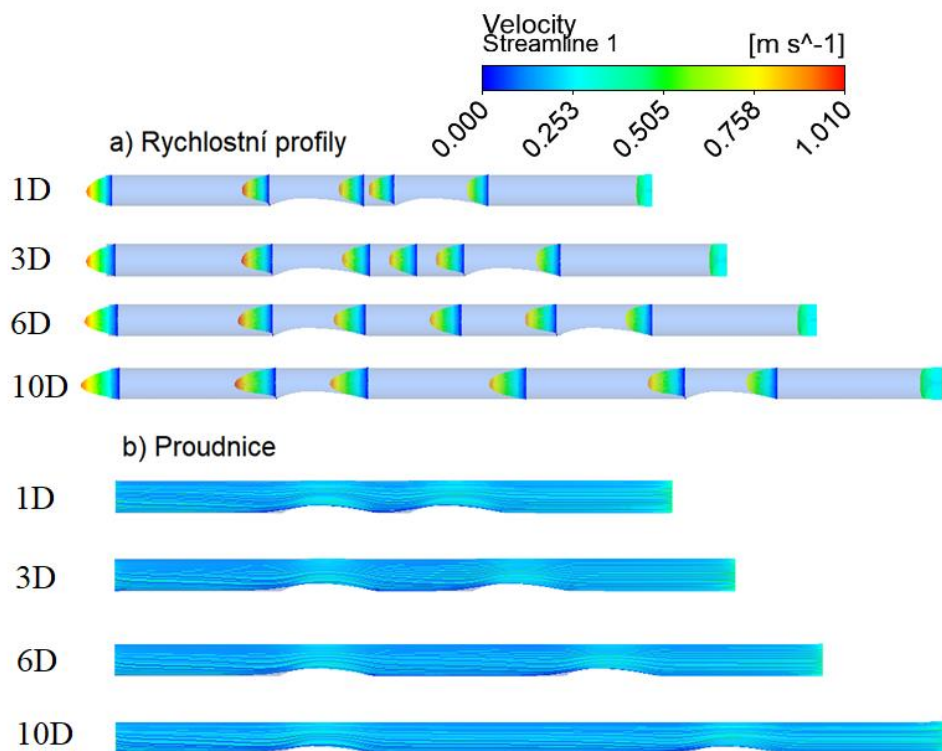 Velocity
Streamline 1 [m s^-1]
0.000 0.253 0.505 0.758 1.010
a) Rychlostní profily
1D
3D
6D
10D
b) Proudnice
1D
3D
6D
10D